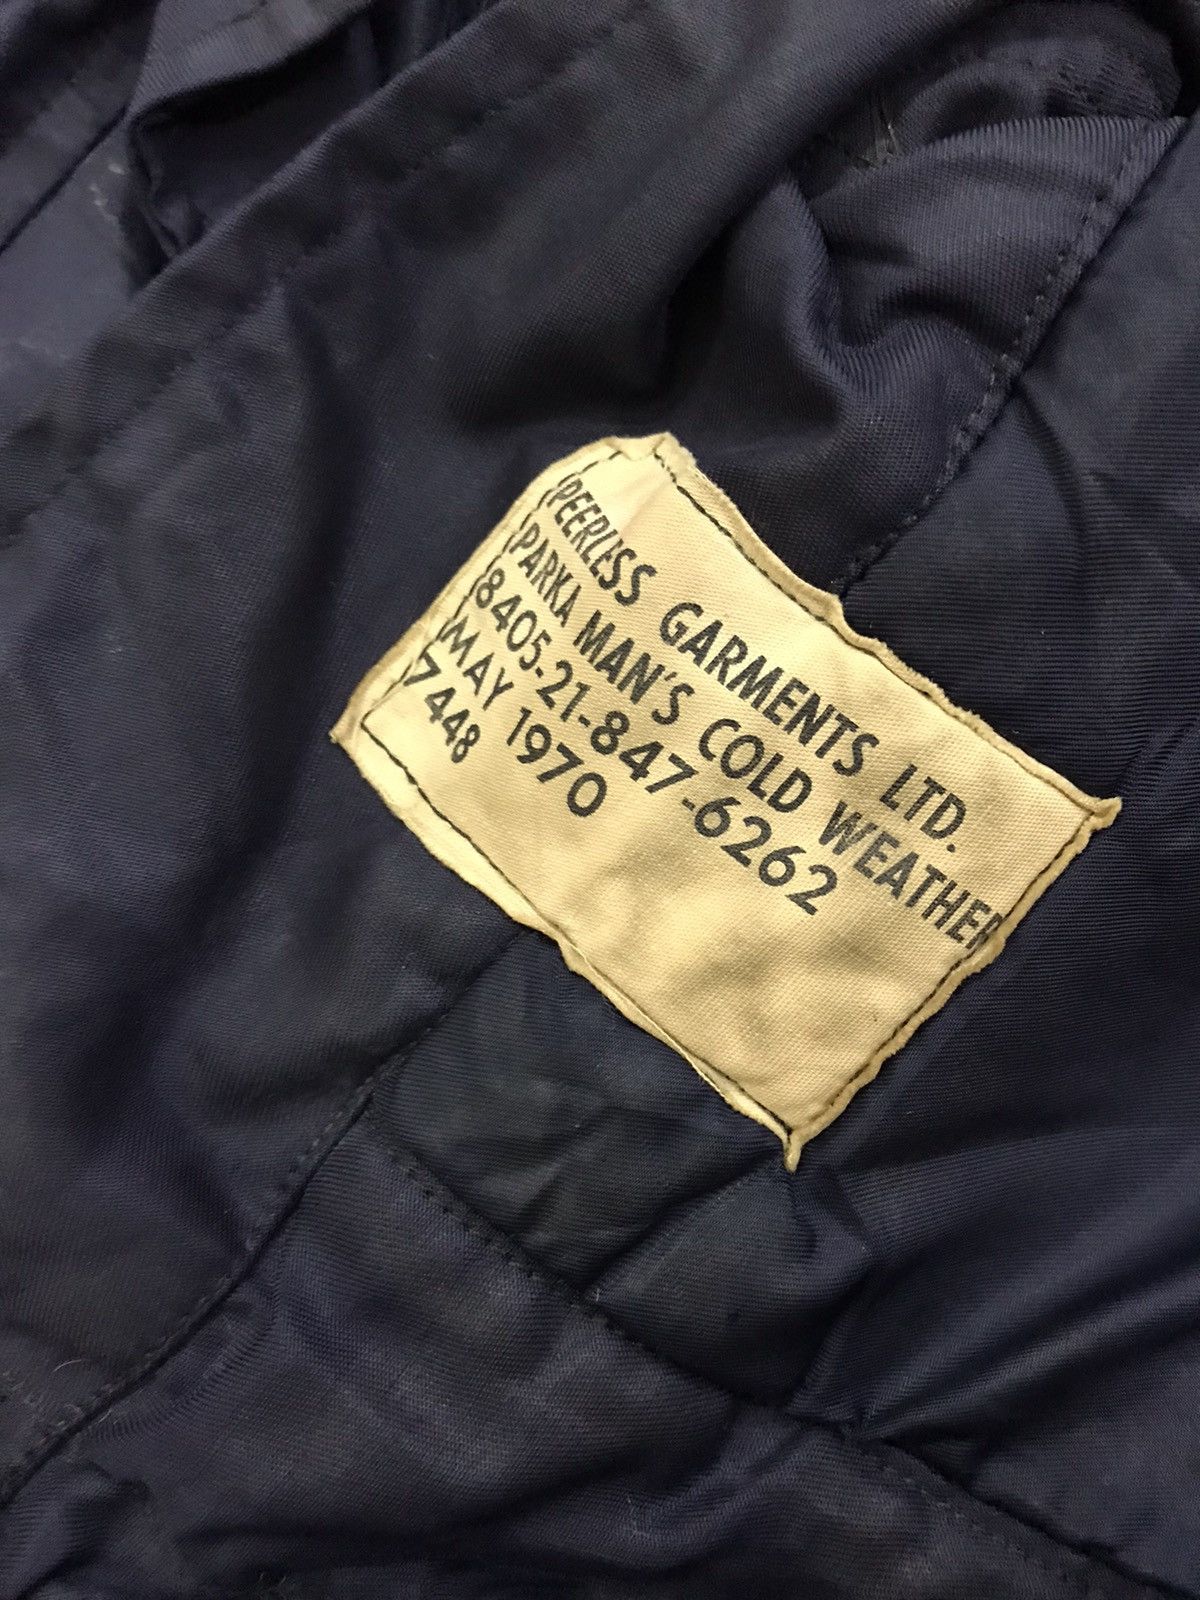 PEERLESS GARMENTS LTD.
PARKA MAN'S COLD WEATHER
8405-21-847-6262
MAY 1970
7448